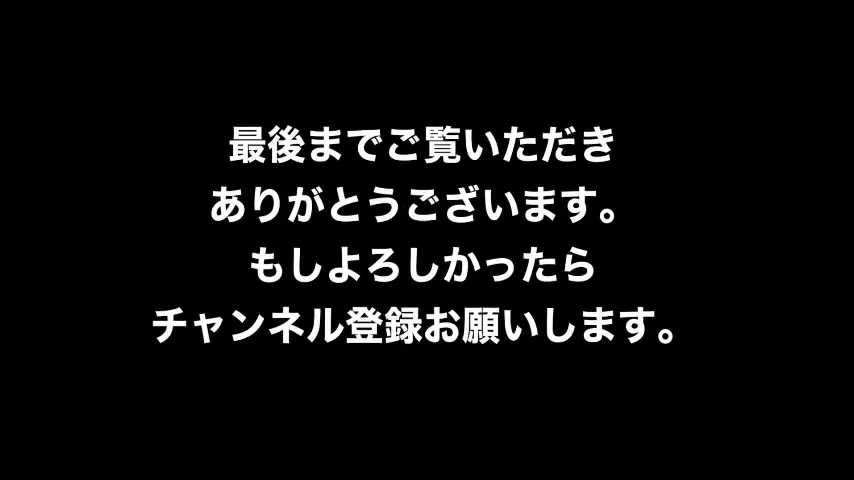 最後までご覧いただき
ありがとうございます。
もしよろしかったら
チャンネル登録お願いします。